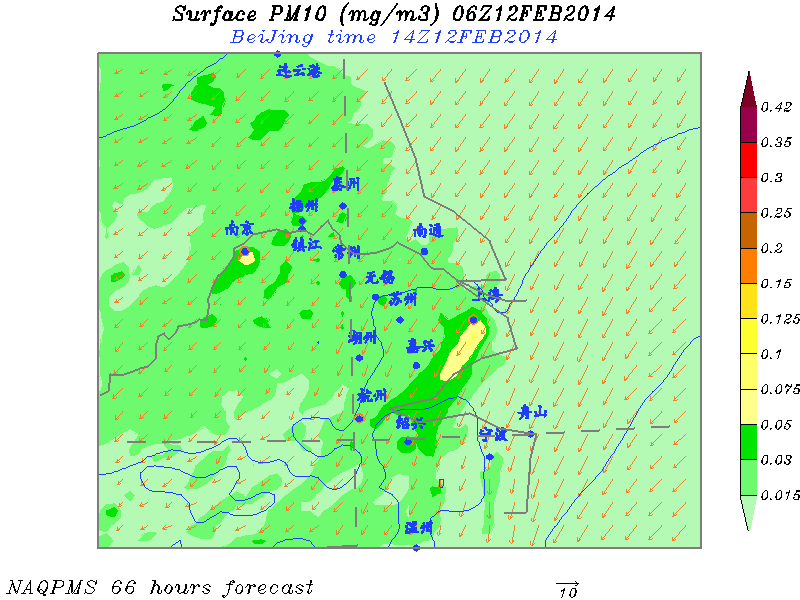 Surface PM10 (mg/m3) 06Z12FEB2014
BeiJing time 14Z12FEB2014
连云港
泰州
扬州
南京
镇江
常州
南通
无锡
苏州
上海
湖州
嘉兴
杭州
绍兴
舟山
宁波
温州
0.42
0.35
0.3
0.25
0.2
0.15
0.125
0.1
0.075
0.05
0.03
0.015
NAQPMS 66 hours forecast
10